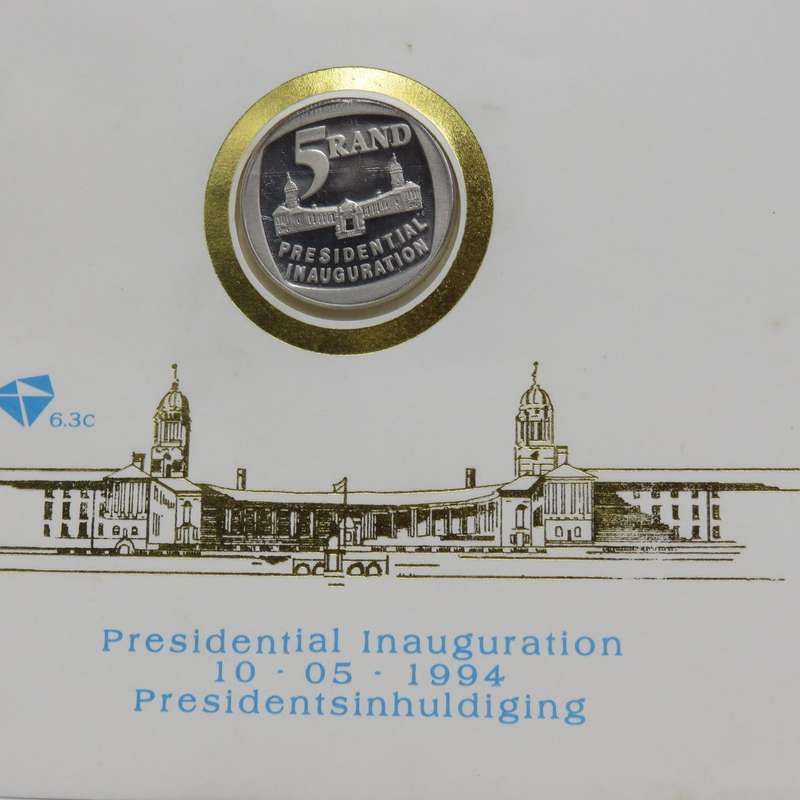 5 RAND
PRESIDENTIAL
INAUGURATION
6.3c
Presidential Inauguration
10 · 05 · 1994
Presidentsinhuldiging